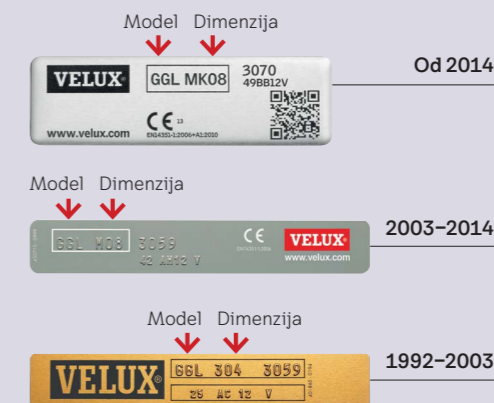 Model Dimenzija
Od 2014
VELUX®
GGL MK08
3070
49BB12V
www.velux.com
CE 13
EN14351-1:2006+A1:2010
Model Dimenzija
2003–2014
GGL M08 3059
42 AH12 V
CE
VELUX®
www.velux.com
Model Dimenzija
1992–2003
VELUX®
GGL 304 3059
25 AC 12 V